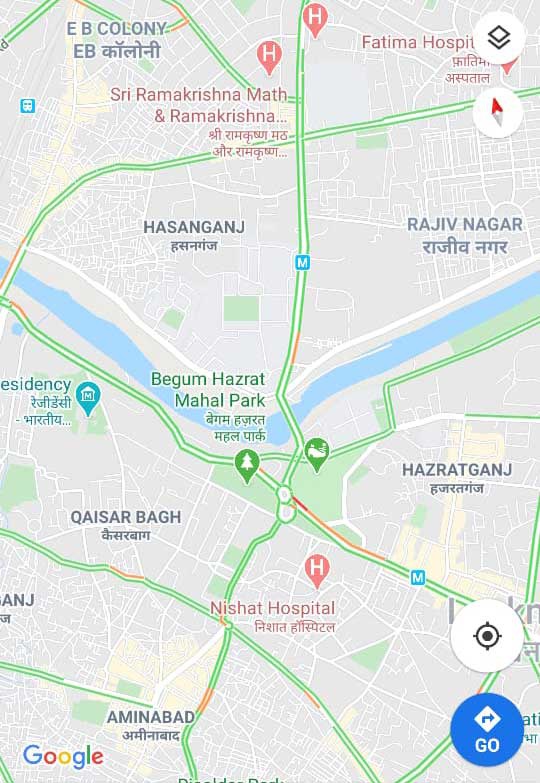 E B COLONY
EB कॉलोनी
H
H
Fatima Hospit
फ़ातिमा
अस्पताल
Sri Ramakrishna Math
& Ramakrishna...
श्री रामकृष्ण मठ
और रामकृष्ण...
HASANGANJ
हसनगंज
RAJIV NAGAR
राजीव नगर
M
Begum Hazrat
Mahal Park
बेगम हज़रत
महल पार्क
esidency
रेजीडेंसी
- भारतीय...
HAZRATGANJ
हजरतगंज
QAISAR BAGH
कैसरबाग
H
M
GANJ
ज
Nishat Hospital
निशात हॉस्पिटल
AMINABAD
अमीनाबाद
GO
Google